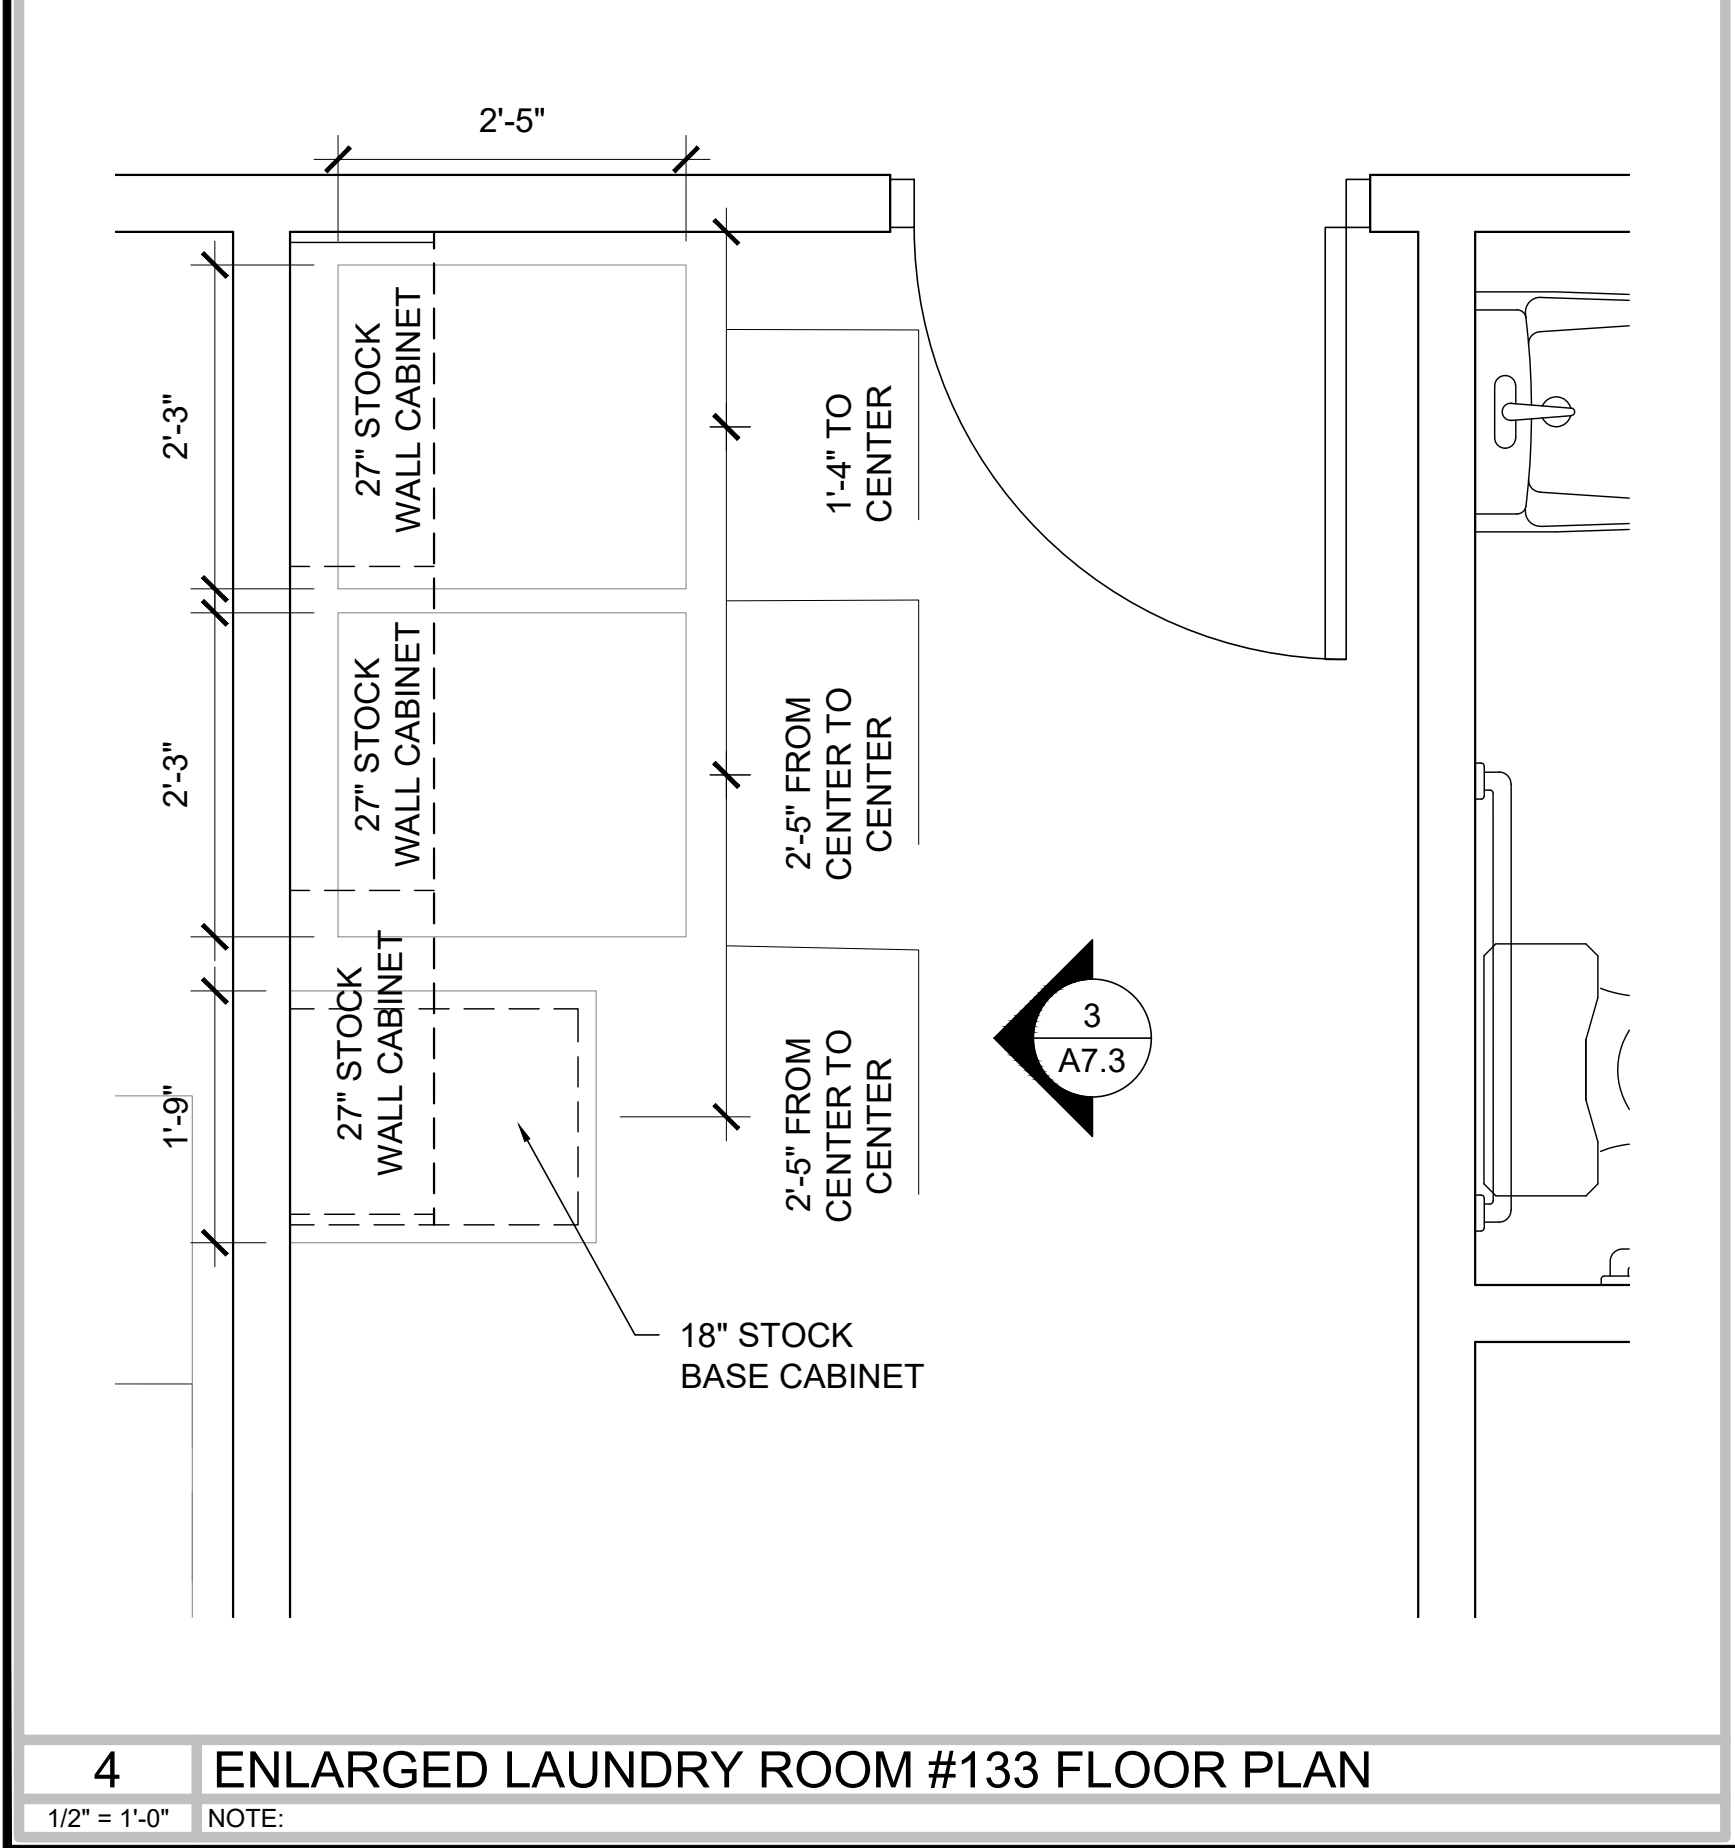 2'-5"
2'-3"
27" STOCK
WALL CABINET
1'-4" TO
CENTER
2'-3"
27" STOCK
WALL CABINET
2'-5" FROM
CENTER TO
CENTER
1'-9"
27" STOCK
WALL CABINET
2'-5" FROM
CENTER TO
CENTER
3
A7.3
18" STOCK
BASE CABINET
4
ENLARGED LAUNDRY ROOM #133 FLOOR PLAN
1/2" = 1'-0"
NOTE: